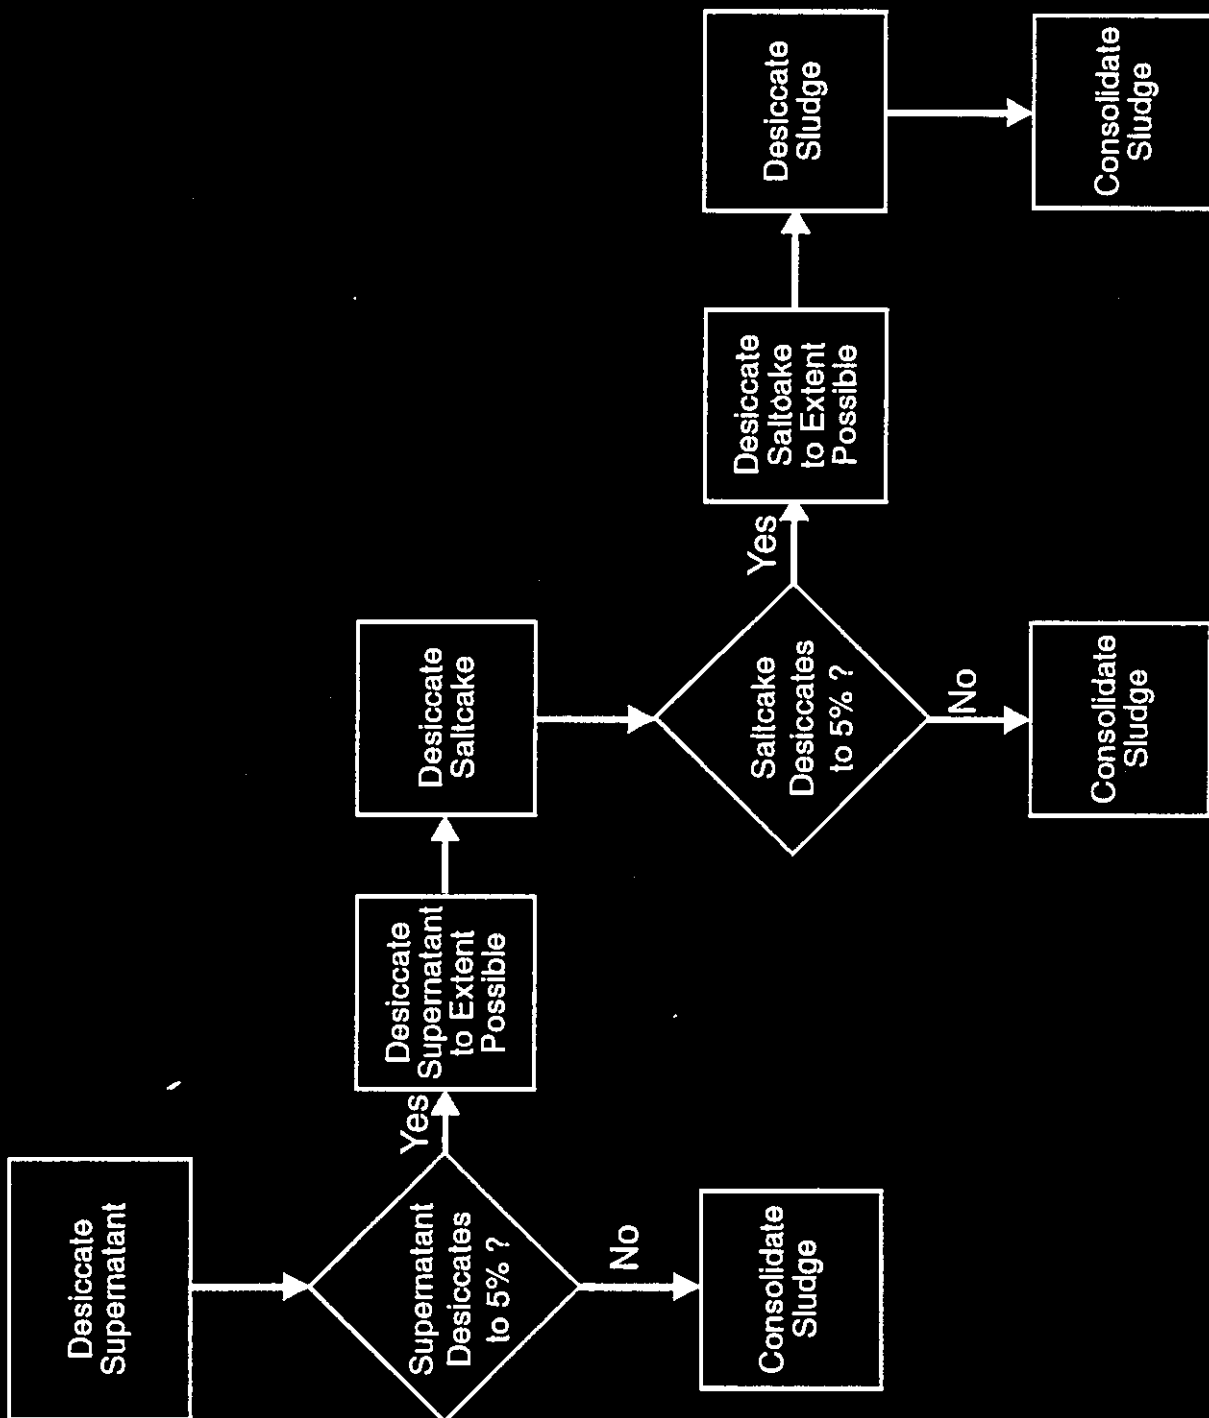 Desiccate
Supernatant
Supernatant
Desiccates
to 5% ?
Yes
No
Desiccate
Supernatant
to Extent
Possible
Consolidate
Sludge
Desiccate
Saltcake
Saltcake
Desiccates
to 5% ?
Yes
No
Desiccate
Saltoake
to Extent
Possible
Consolidate
Sludge
Desiccate
Sludge
Consolidate
Sludge